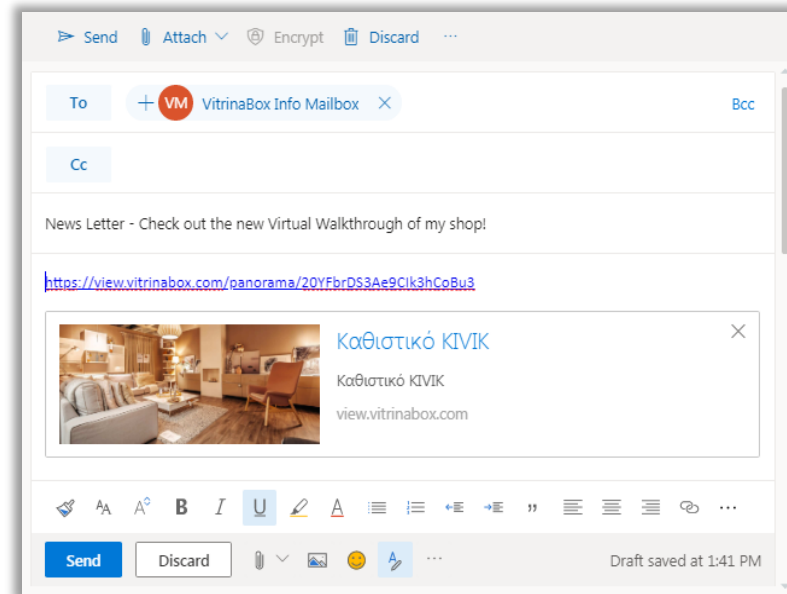 Send Attach Encrypt Discard ...
To + VM VitrinaBox Info Mailbox Bcc
Cc
News Letter - Check out the new Virtual Walkthrough of my shop!
https://view.vitrinabox.com/panorama/20YFbrDS3Ae9CIk3hCoBu3
Καθιστικό KIVIK
Καθιστικό KIVIK
view.vitrinabox.com
B I U A
Send Discard ... Draft saved at 1:41 PM